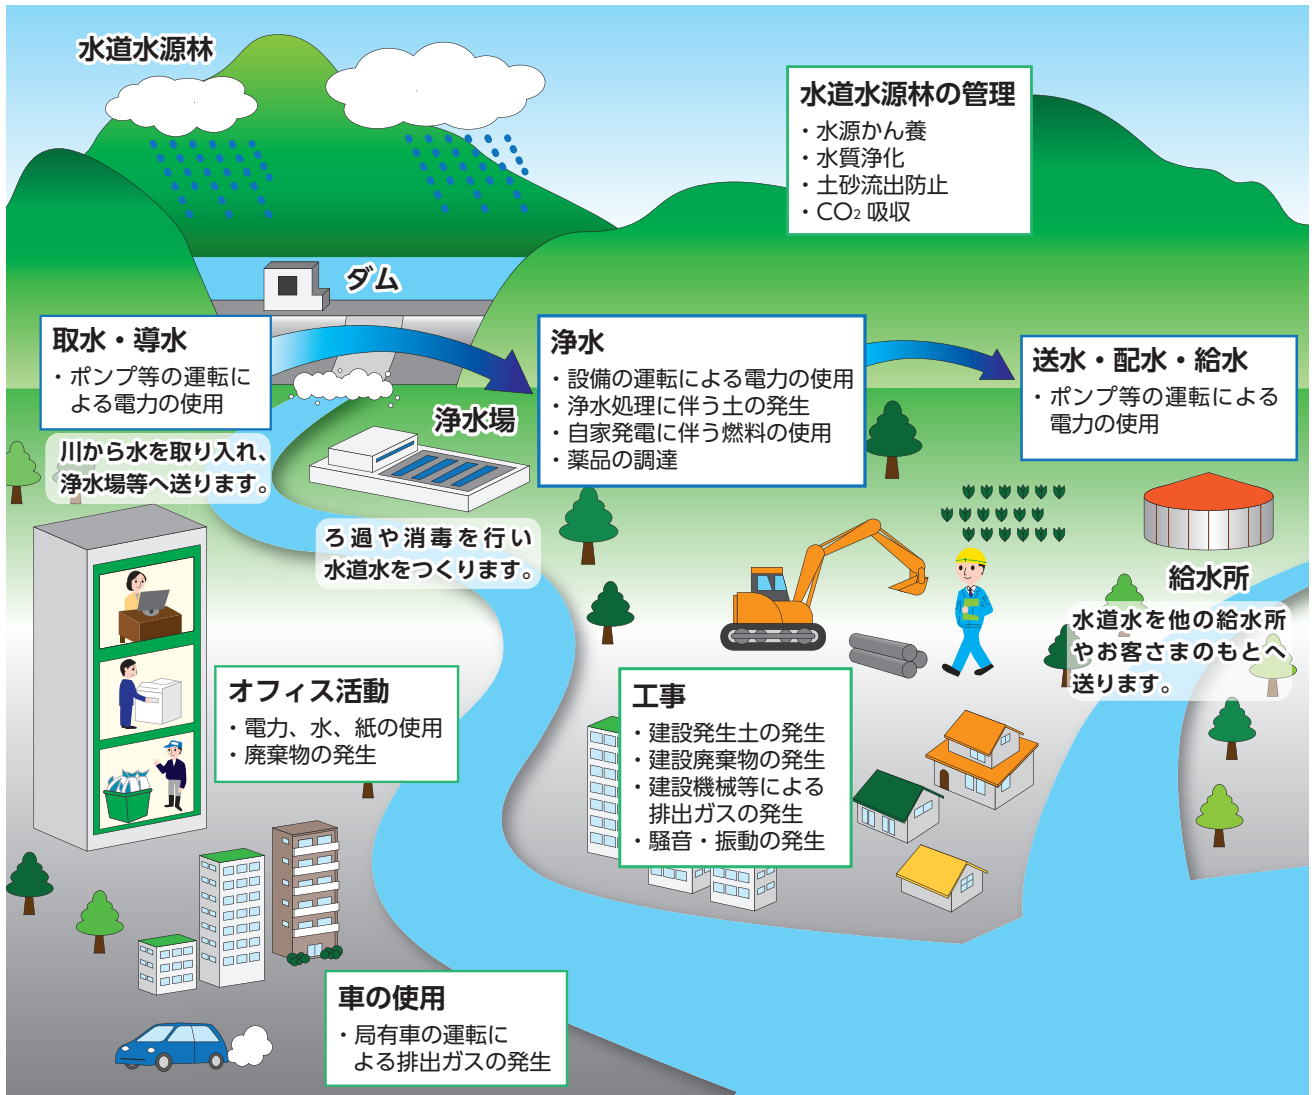 水道水源林
水道水源林の管理
・水源かん養
・水質浄化
・土砂流出防止
・CO₂ 吸収
ダム
取水・導水
・ポンプ等の運転に
よる電力の使用
川から水を取り入れ、
浄水場等へ送ります。
浄水
・設備の運転による電力の使用
・浄水処理に伴う土の発生
・自家発電に伴う燃料の使用
・薬品の調達
浄水場
ろ過や消毒を行い
水道水をつくります。
送水・配水・給水
・ポンプ等の運転による
電力の使用
給水所
水道水を他の給水所
やお客さまのもとへ
送ります。
オフィス活動
・電力、水、紙の使用
・廃棄物の発生
工事
・建設発生土の発生
・建設廃棄物の発生
・建設機械等による
排出ガスの発生
・騒音・振動の発生
車の使用
・局有車の運転に
よる排出ガスの発生